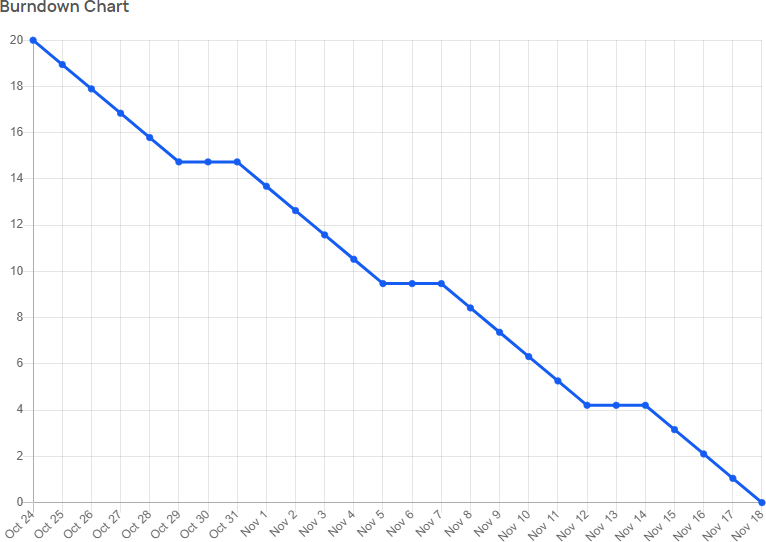 Burndown Chart
20
18
16
14
12
10
8
6
4
2
0
Oct 24
Oct 25
Oct 26
Oct 27
Oct 28
Oct 29
Oct 30
Oct 31
Nov 1
Nov 2
Nov 3
Nov 4
Nov 5
Nov 6
Nov 7
Nov 8
Nov 9
Nov 10
Nov 11
Nov 12
Nov 13
Nov 14
Nov 15
Nov 16
Nov 17
Nov 18